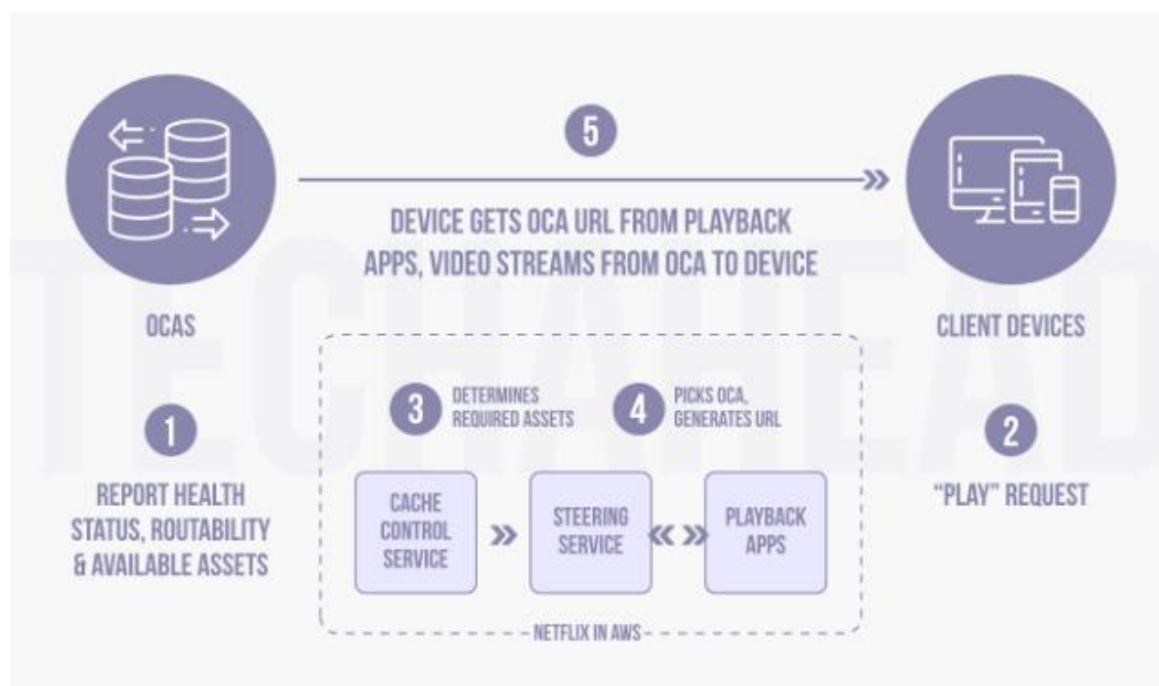 5
DEVICE GETS OCA URL FROM PLAYBACK
APPS, VIDEO STREAMS FROM OCA TO DEVICE
OCAS
CLIENT DEVICES
1
REPORT HEALTH
STATUS, ROUTABILITY
& AVAILABLE ASSETS
3
DETERMINES
REQUIRED ASSETS
4
PICKS OCA,
GENERATES URL
CACHE
CONTROL
SERVICE
STEERING
SERVICE
PLAYBACK
APPS
NETFLIX IN AWS
2
“PLAY” REQUEST
TECHAHEAD